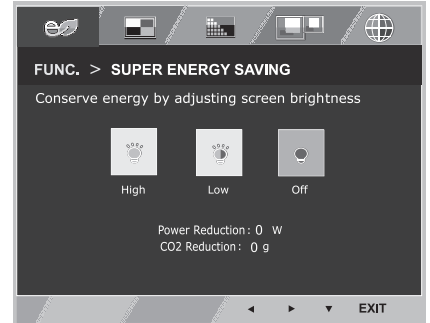 FUNC. > SUPER ENERGY SAVING
Conserve energy by adjusting screen brightness
High Low Off
Power Reduction : 0 W
CO2 Reduction : 0 g
EXIT